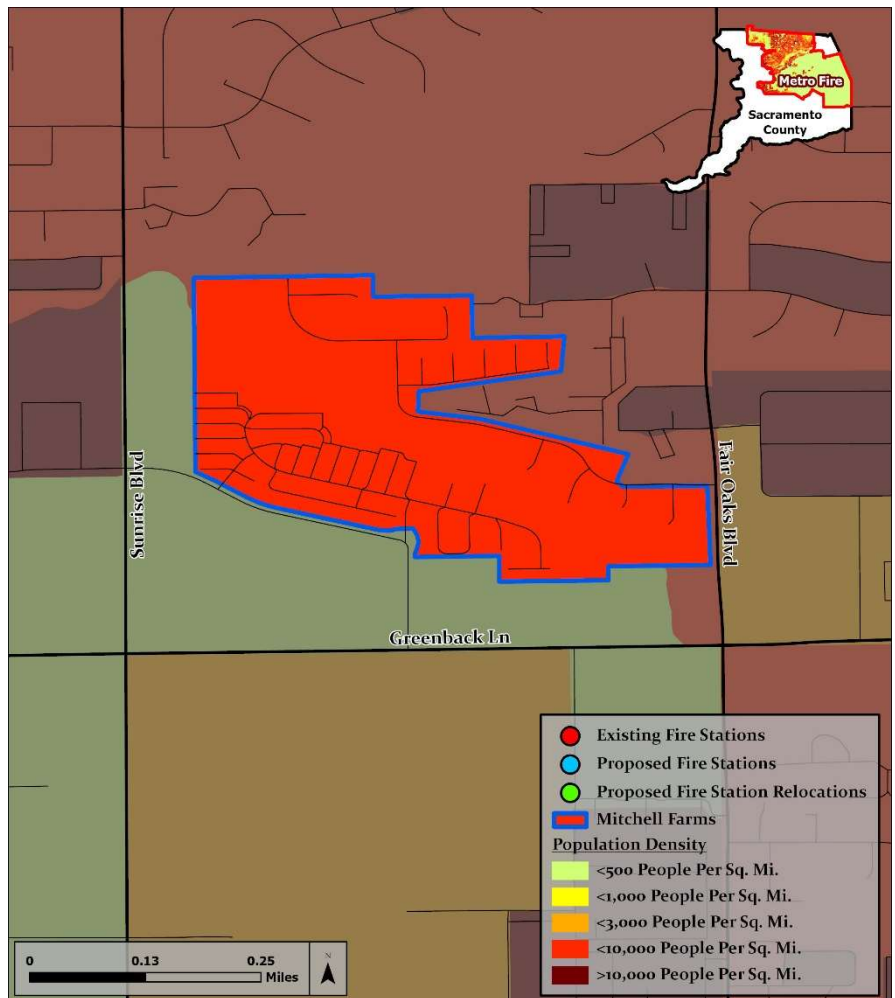 Metro Fire
Sacramento
County
Sunrise Blvd
Fair Oaks Blvd
Greenback Ln
Existing Fire Stations
Proposed Fire Stations
Proposed Fire Station Relocations
Mitchell Farms
Population Density
<500 People Per Sq. Mi.
<1,000 People Per Sq. Mi.
<3,000 People Per Sq. Mi.
<10,000 People Per Sq. Mi.
>10,000 People Per Sq. Mi.
0 0.13 0.25
Miles
N